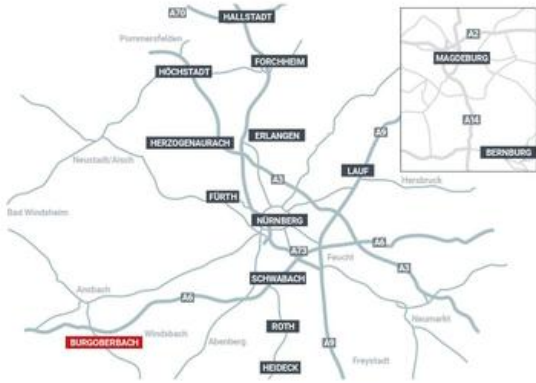 A70
HALLSTADT
A2
Pommersfelden
MAGDEBURG
FORCHHEIM
HÖCHSTADT
A14
A9
ERLANGEN
HERZOGENAURACH
BERNBURG
Neustadt/Aisch
LAUF
A3
Hersbruck
FÜRTH
Bad Windsheim
NÜRNBERG
A6
A73
Feucht
A3
SCHWABACH
Ansbach
A6
Neumarkt
ROTH
Windsbach
Abenberg
BURGOBERBACH
A9
Freystadt
HEIDECK